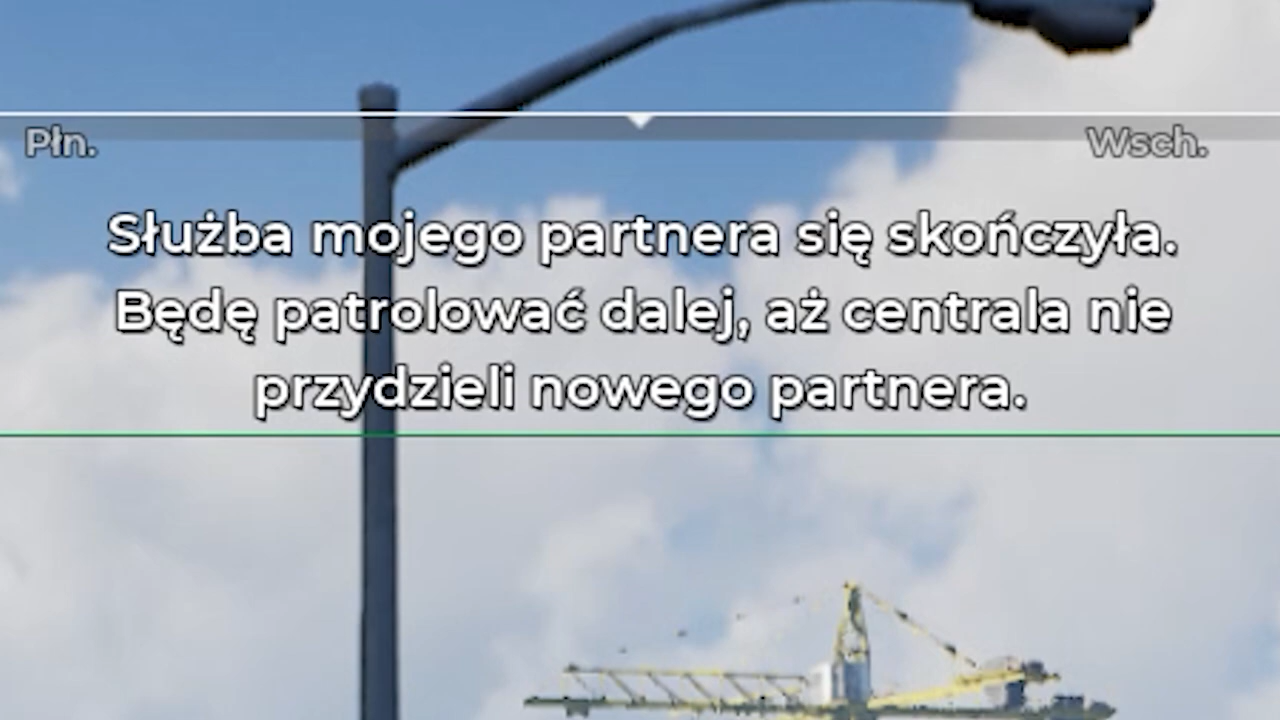 Płn. Wsch.
Służba mojego partnera się skończyła.
Będę patrolować dalej, aż centrala nie
przydzieli nowego partnera.